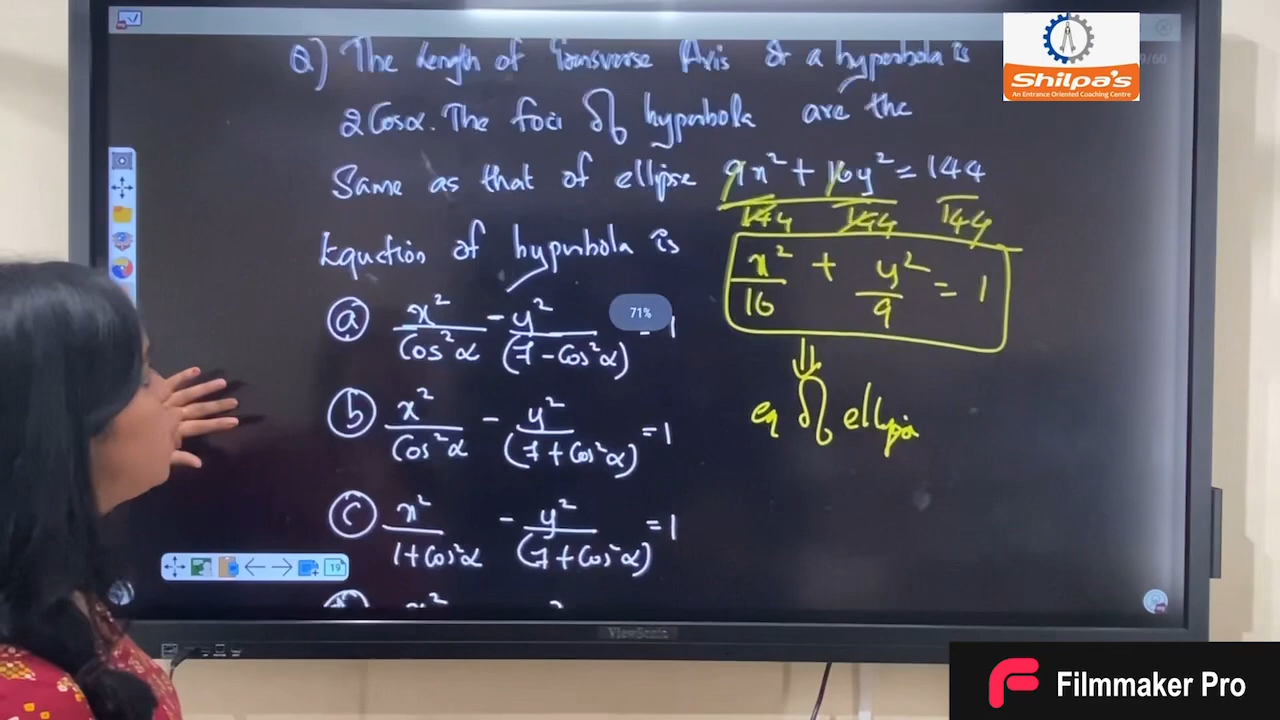 Q) The length of Transverse Axis of a hyperbola is
2Cosα. The foci of hyperbola are the
Same as that of ellipse 9x² + 16y² = 144
144 144 144
x²/16 + y²/9 = 1
Equation of hyperbola is
ⓐ x²/Cos²α - y²/(7-Cos²α) = 1
71%
⇓
eq of ellipse
ⓑ x²/Cos²α - y²/(7+Cos²α) = 1
ⓒ x²/1+Cos²α - y²/(7+Cos²α) = 1
19
ViewSonic
Shilpa's
An Entrance Oriented Coaching Centre
9/60
Filmmaker Pro